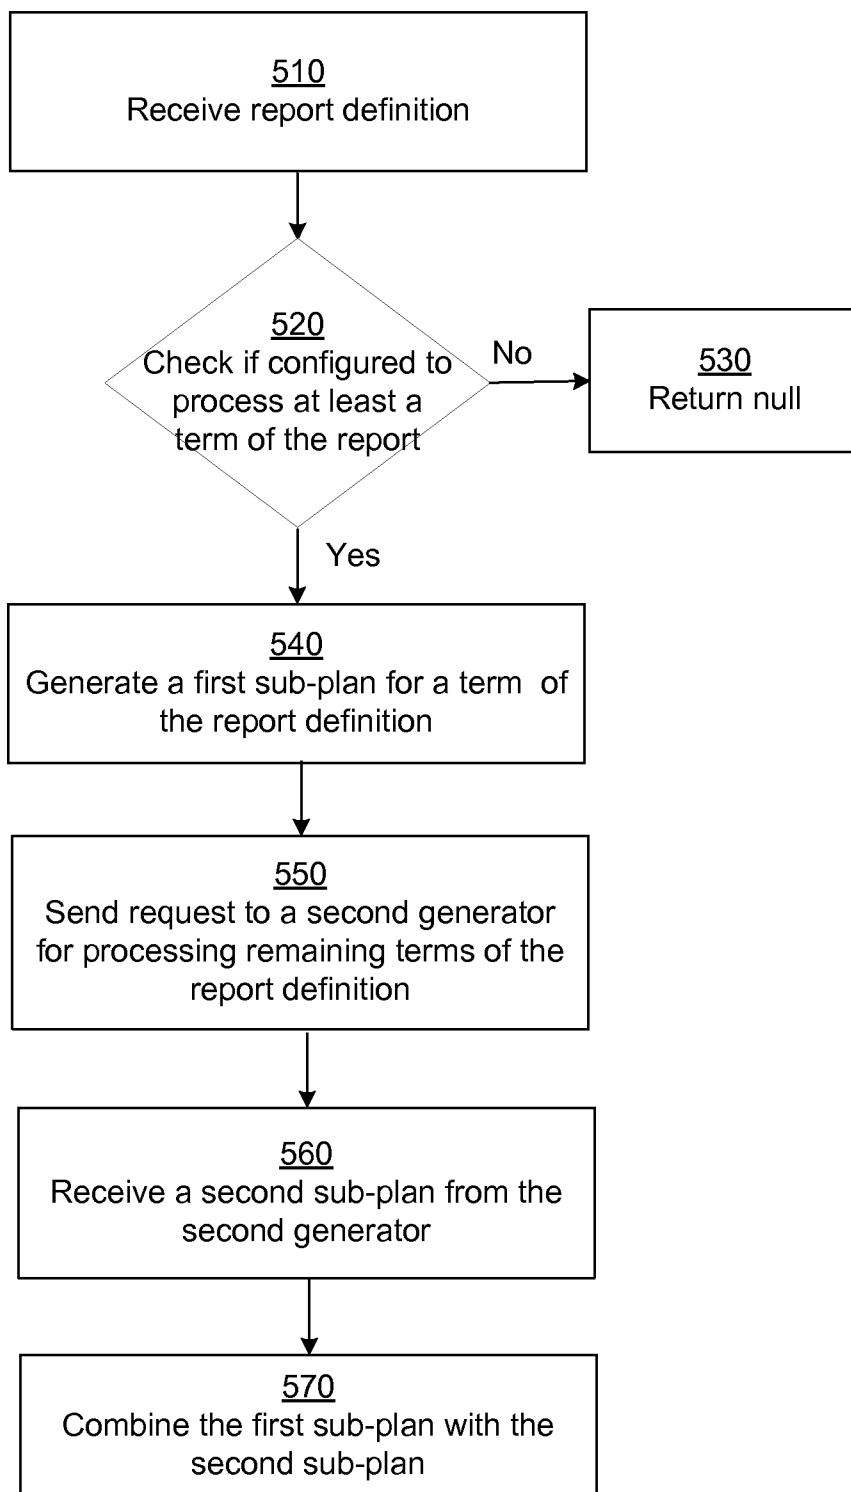 510
Receive report definition
520
Check if configured to
process at least a
term of the report
No
530
Return null
Yes
540
Generate a first sub-plan for a term of
the report definition
550
Send request to a second generator
for processing remaining terms of the
report definition
560
Receive a second sub-plan from the
second generator
570
Combine the first sub-plan with the
second sub-plan